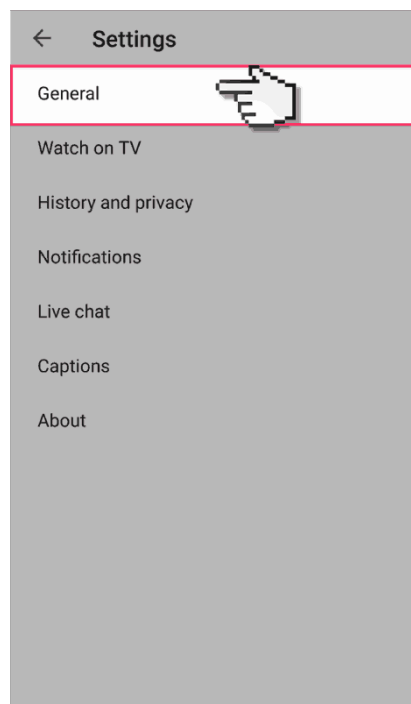 Settings
General
Watch on TV
History and privacy
Notifications
Live chat
Captions
About